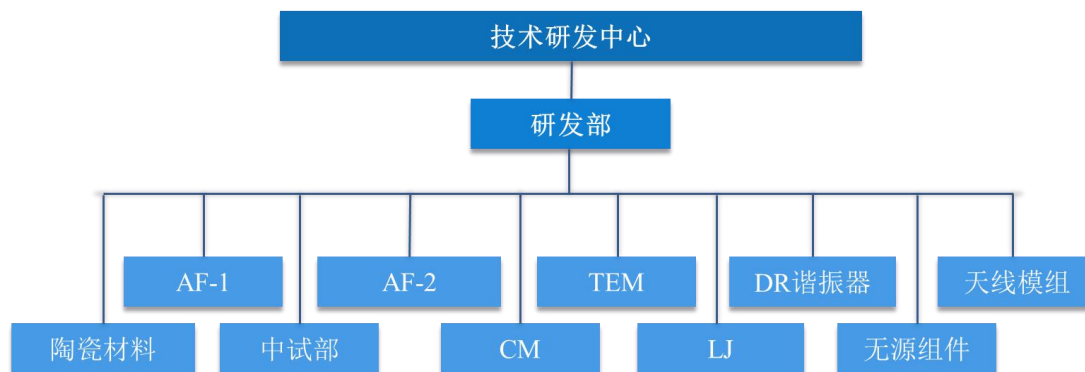 技术研发中心
研发部
AF-1
AF-2
TEM
DR谐振器
天线模组
陶瓷材料
中试部
CM
LJ
无源组件